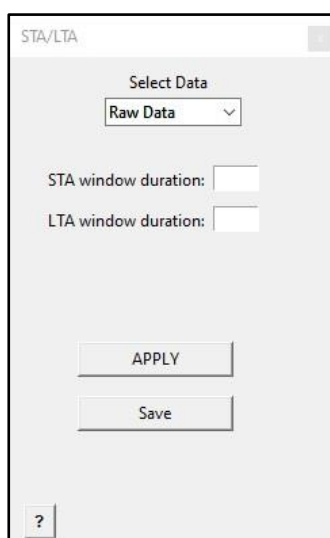 STA/LTA
Select Data
Raw Data
STA window duration:
LTA window duration:
APPLY
Save
?